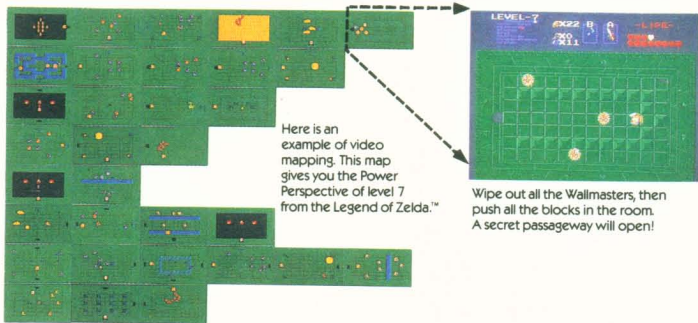 Here is an
example of video
mapping. This map
gives you the Power
Perspective of level 7
from the Legend of Zelda.™
LEVEL-7
X22 B A -LIFE-
X0
X11
Wipe out all the Wallmasters, then
push all the blocks in the room.
A secret passageway will open!